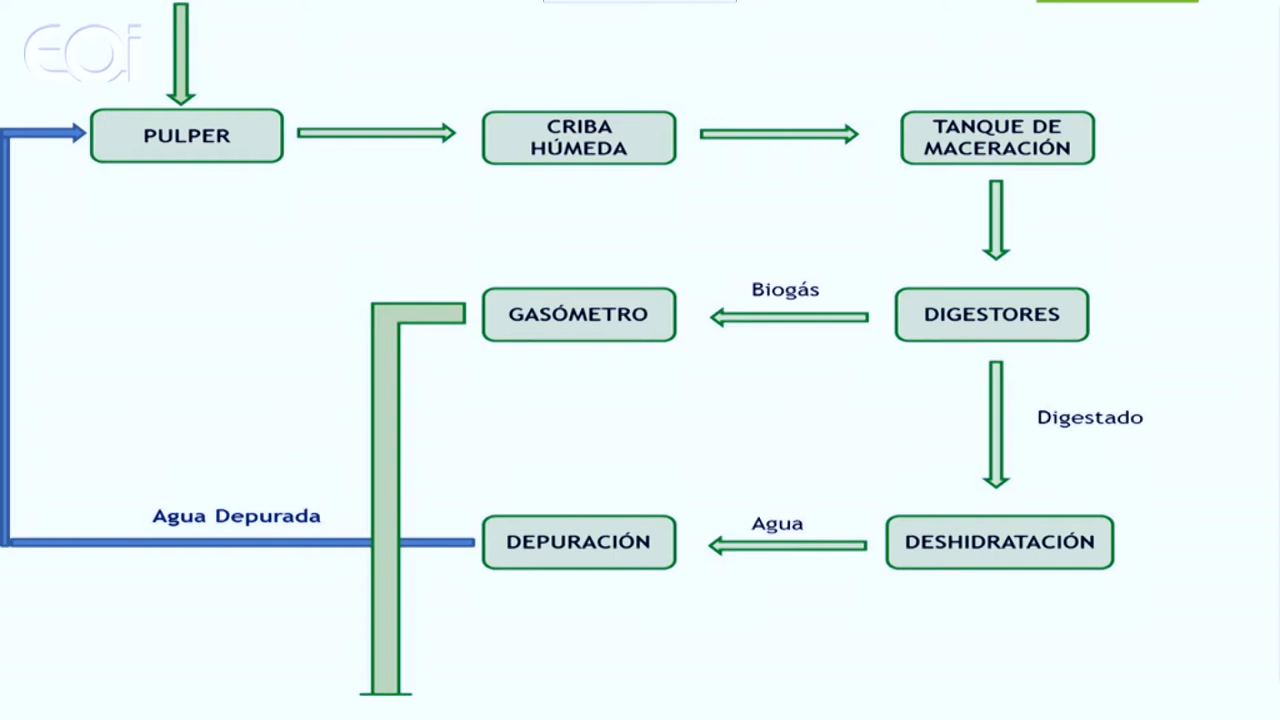 EOi
PULPER
CRIBA
HÚMEDA
TANQUE DE
MACERACIÓN
Biogás
GASÓMETRO
DIGESTORES
Digestado
Agua Depurada
Agua
DEPURACIÓN
DESHIDRATACIÓN